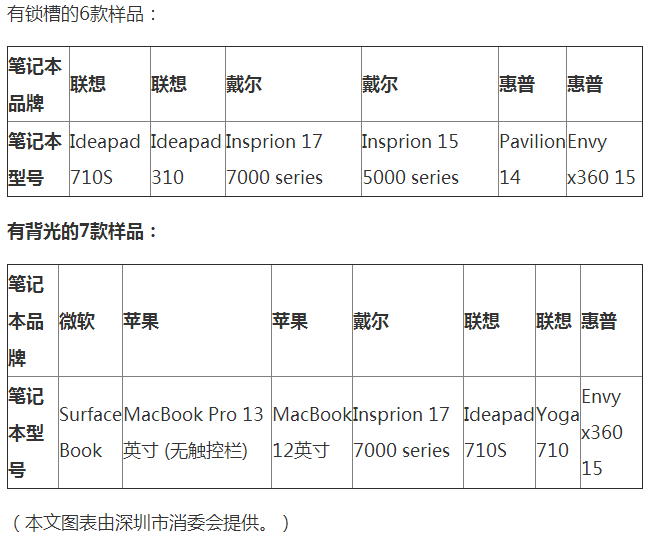 有锁槽的6款样品：
笔记本品牌 联想 联想 戴尔 戴尔 惠普 惠普
笔记本型号 Ideapad 710S Ideapad 310 Insprion 17 7000 series Insprion 15 5000 series Pavilion 14 Envy x360 15
有背光的7款样品：
笔记本品牌 微软 苹果 苹果 戴尔 联想 联想 惠普
笔记本型号 Surface Book MacBook Pro 13英寸 (无触控栏) MacBook 12英寸 Insprion 17 7000 series Ideapad 710S Yoga 710 Envy x360 15
（本文图表由深圳市消委会提供。）